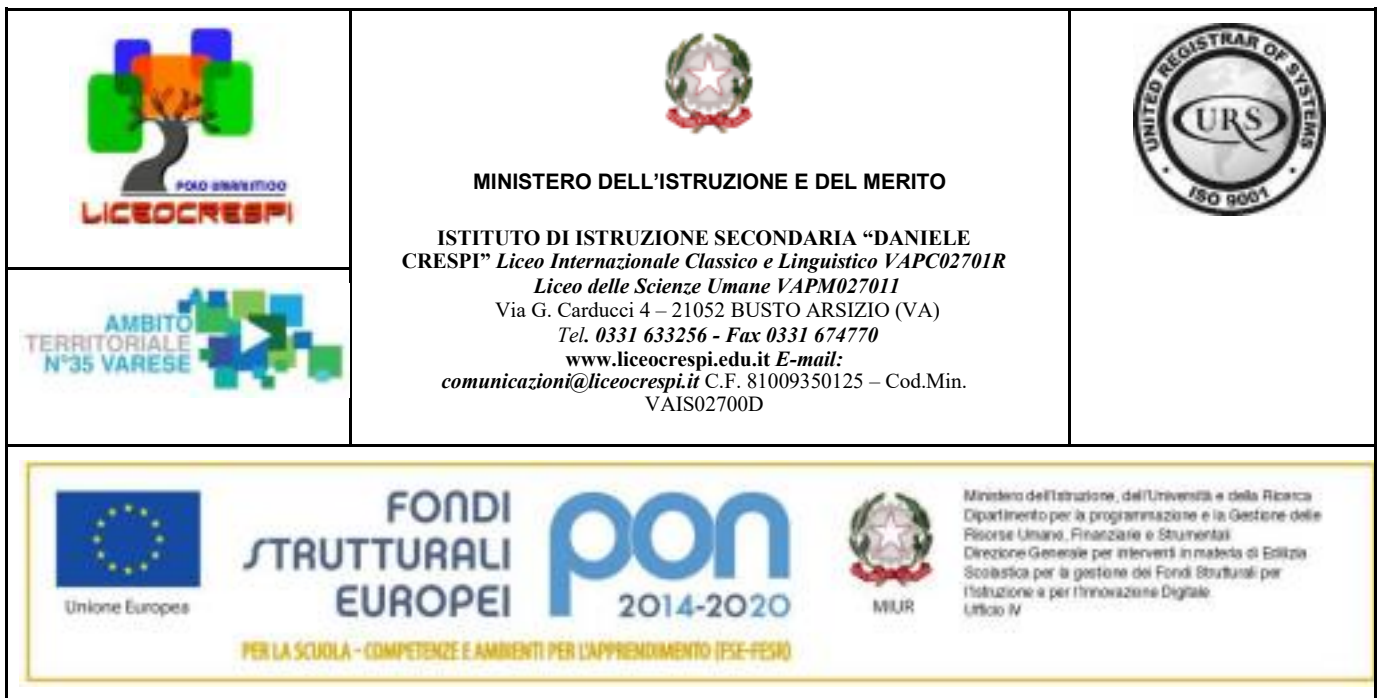 POLO UMANISTICO
LICEOCRESPI
AMBITO
TERRITORIALE
N°35 VARESE
MINISTERO DELL’ISTRUZIONE E DEL MERITO
ISTITUTO DI ISTRUZIONE SECONDARIA “DANIELE
CRESPI” Liceo Internazionale Classico e Linguistico VAPC02701R
Liceo delle Scienze Umane VAPM027011
Via G. Carducci 4 – 21052 BUSTO ARSIZIO (VA)
Tel. 0331 633256 - Fax 0331 674770
www.liceocrespi.edu.it E-mail:
comunicazioni@liceocrespi.it C.F. 81009350125 – Cod.Min.
VAIS02700D
UNITED REGISTRAR OF SYSTEMS
URS
ISO 9001
Unione Europea
FONDI
STRUTTURALI
EUROPEI
pon
2014-2020
PER LA SCUOLA - COMPETENZE E AMBIENTI PER L'APPRENDIMENTO (FSE-FESR)
MIUR
Ministero dell'Istruzione, dell'Università e della Ricerca
Dipartimento per la programmazione e la Gestione delle
Risorse Umane, Finanziarie e Strumentali
Direzione Generale per interventi in materia di Edilizia
Scolastica per la gestione dei Fondi Strutturali per
l'Istruzione e per l'Innovazione Digitale
Ufficio IV